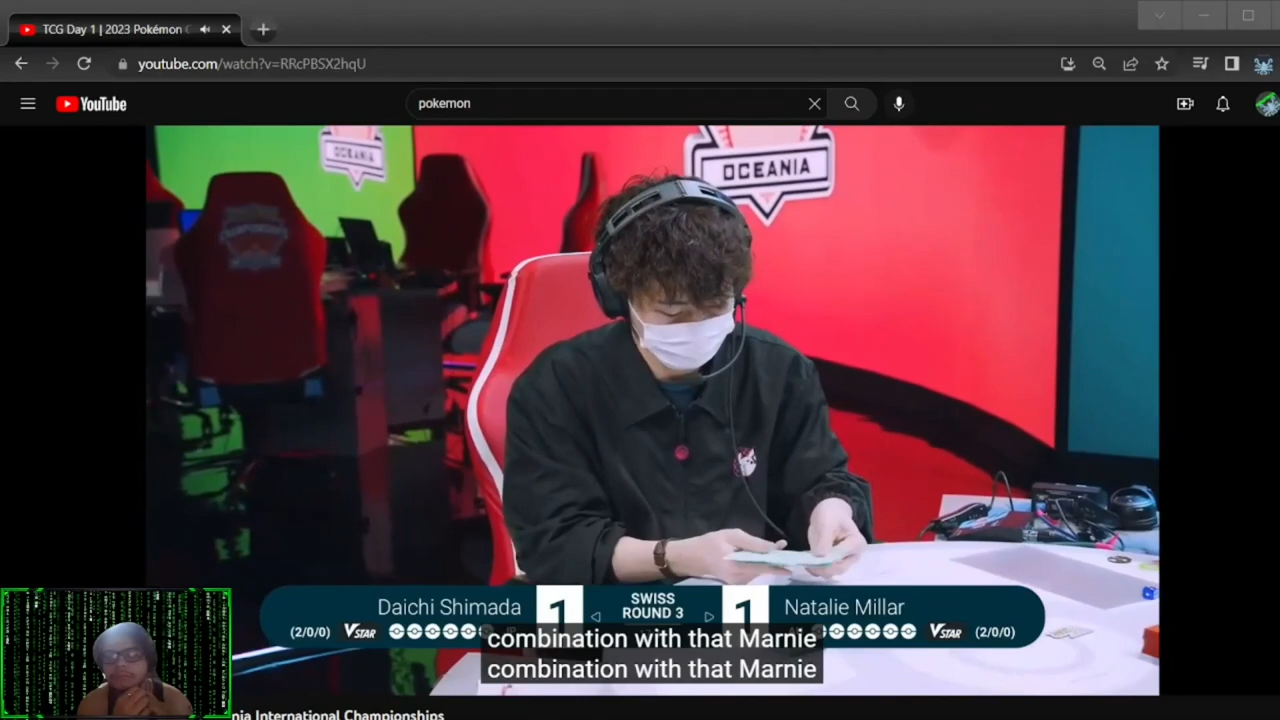 TCG Day 1 | 2023 Pokémon
youtube.com/watch?v=RRcPBSX2hqU
YouTube
pokemon
OCEANIA
OCEANIA
Daichi Shimada
1
SWISS
ROUND 3
1
Natalie Millar
(2/0/0)
VSTAR
VSTAR
(2/0/0)
combination with that Marnie
combination with that Marnie
nia International Championships